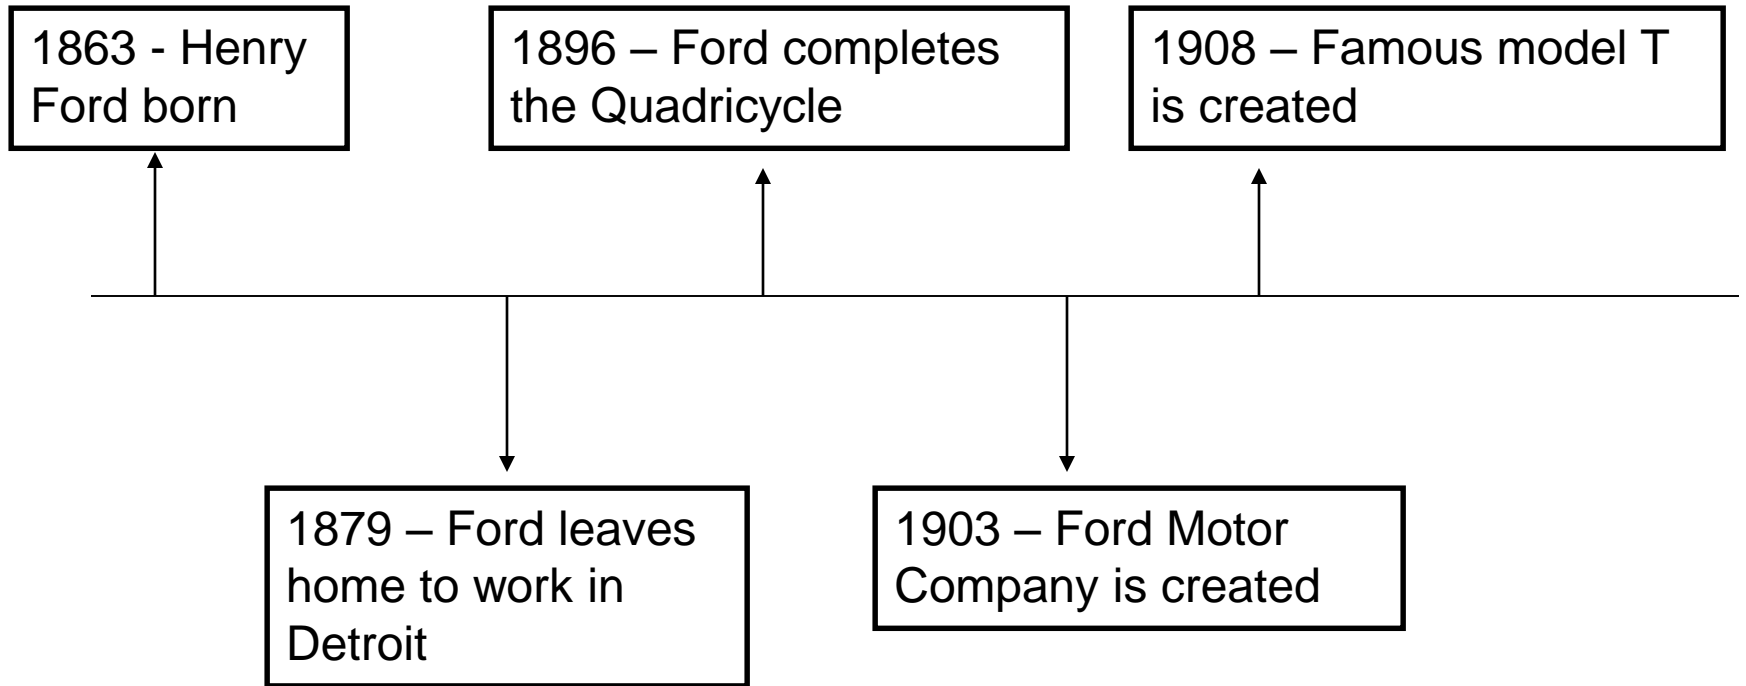 1863 - Henry
Ford born
1896 – Ford completes
the Quadricycle
1908 – Famous model T
is created
1879 – Ford leaves
home to work in
Detroit
1903 – Ford Motor
Company is created